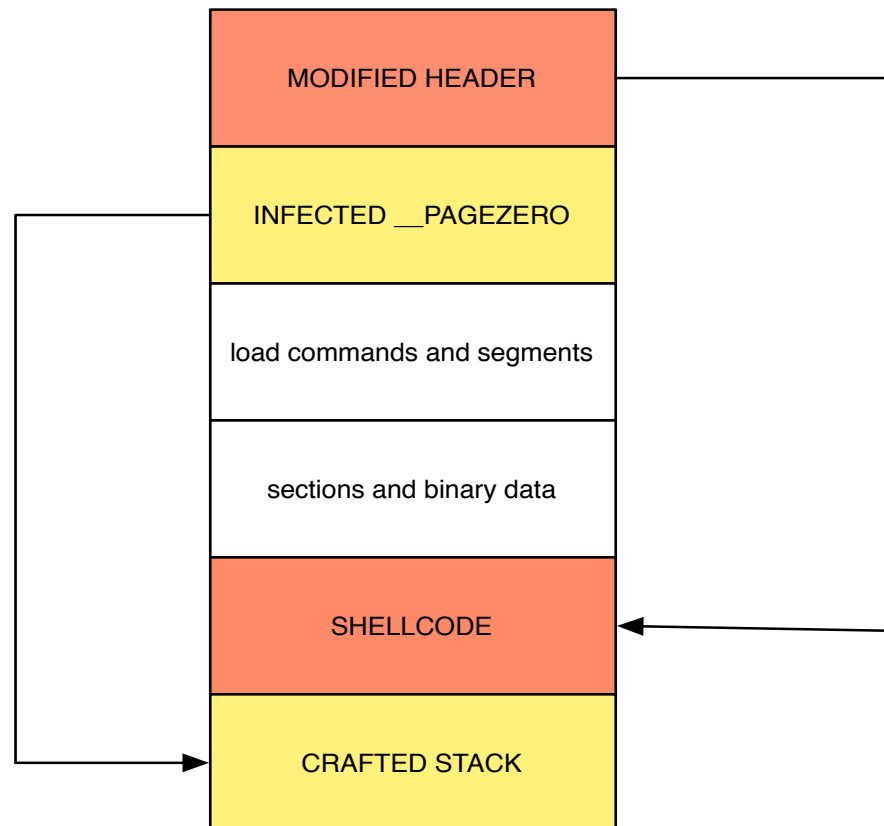 MODIFIED HEADER
INFECTED __PAGEZERO
load commands and segments
sections and binary data
SHELLCODE
CRAFTED STACK